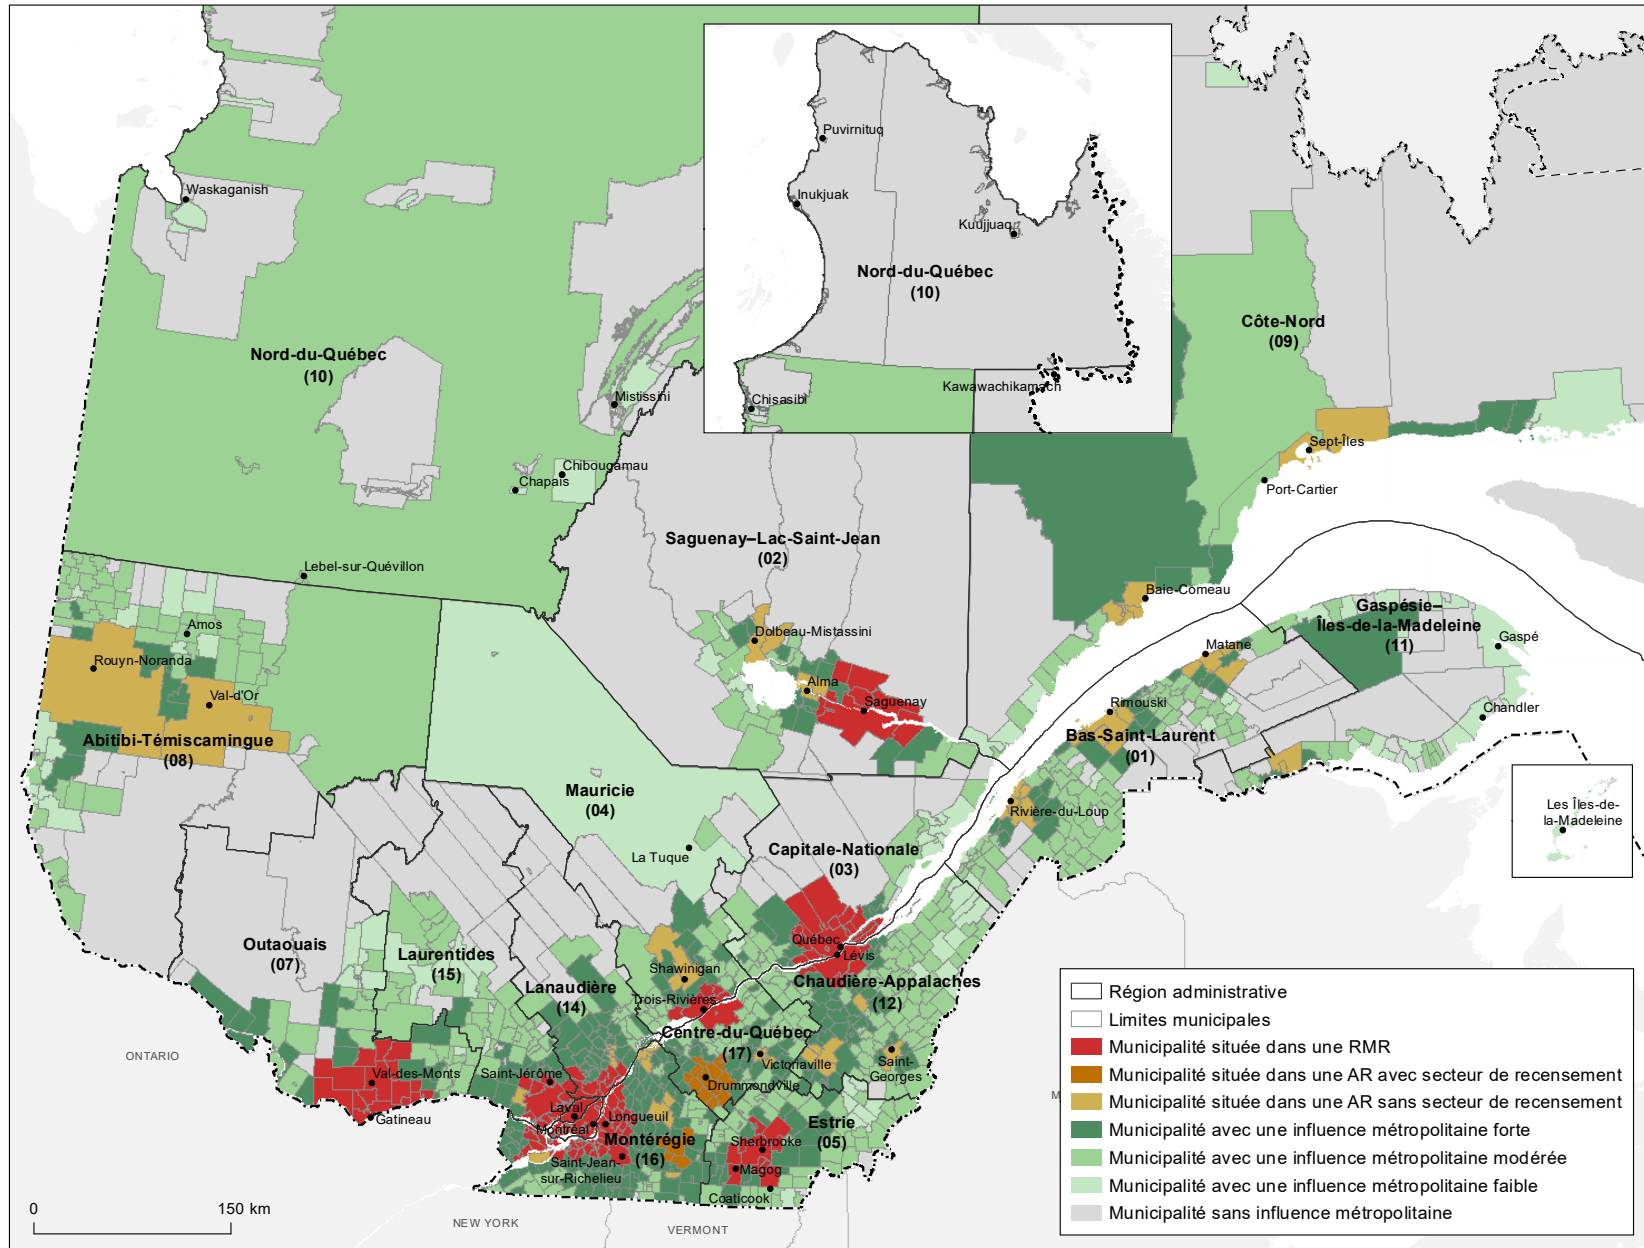 Puvirnituq
Waskaganish
Inukjuak
Kuujjuaq
Nord-du-Québec
(10)
Côte-Nord
(09)
Nord-du-Québec
(10)
Kawawachikamach
Mistissini
Chisasibi
Sept-Îles
Chibougamau
Chapais
Port-Cartier
Saguenay–Lac-Saint-Jean
(02)
Lebel-sur-Quévillon
Baie-Comeau
Gaspésie–
Îles-de-la-Madeleine
(11)
Amos
Dolbeau-Mistassini
Matane
Gaspé
Rouyn-Noranda
Alma
Val-d'Or
Saguenay
Rimouski
Chandler
Abitibi-Témiscamingue
(08)
Bas-Saint-Laurent
(01)
Mauricie
(04)
Rivière-du-Loup
Les Îles-de-
la-Madeleine
La Tuque
Capitale-Nationale
(03)
Outaouais
(07)
Laurentides
(15)
Québec
Lévis
Shawinigan
Lanaudière
(14)
Chaudière-Appalaches
(12)
Trois-Rivières
Centre-du-Québec
(17)
Victoriaville
Saint-
Georges
ONTARIO
Val-des-Monts
Saint-Jérôme
Drummondville
Gatineau
Laval
Longueuil
Montréal
Montérégie
(16)
Estrie
(05)
Sherbrooke
Saint-Jean-
sur-Richelieu
Magog
Coaticook
M
NEW YORK
VERMONT
0
150 km
Région administrative
Limites municipales
Municipalité située dans une RMR
Municipalité située dans une AR avec secteur de recensement
Municipalité située dans une AR sans secteur de recensement
Municipalité avec une influence métropolitaine forte
Municipalité avec une influence métropolitaine modérée
Municipalité avec une influence métropolitaine faible
Municipalité sans influence métropolitaine